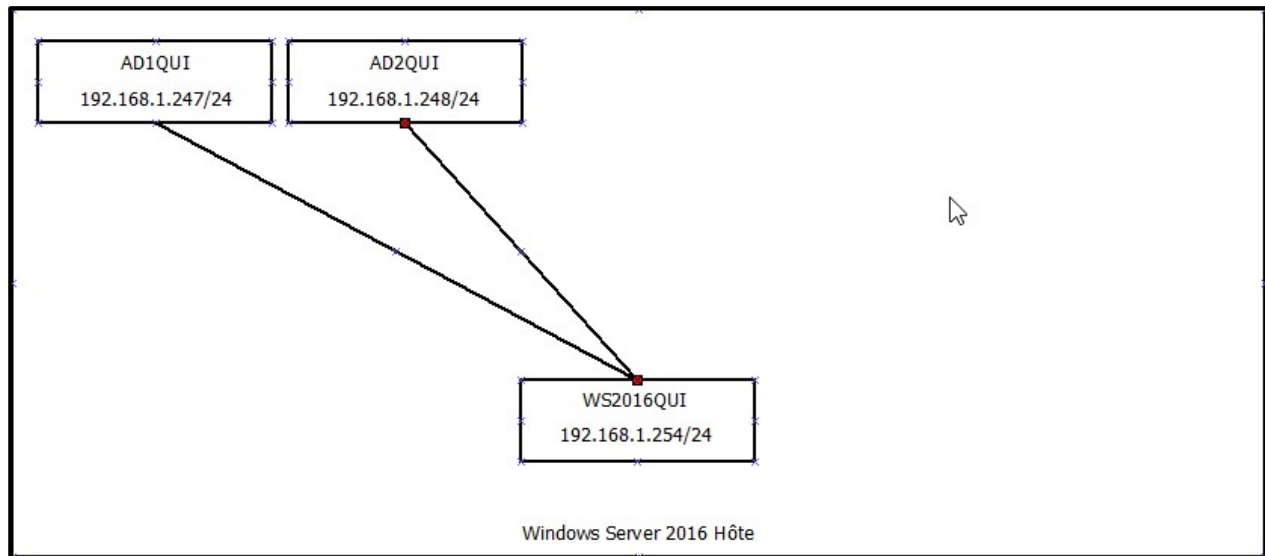 AD1QUI
192.168.1.247/24
AD2QUI
192.168.1.248/24
WS2016QUI
192.168.1.254/24
Windows Server 2016 Hôte